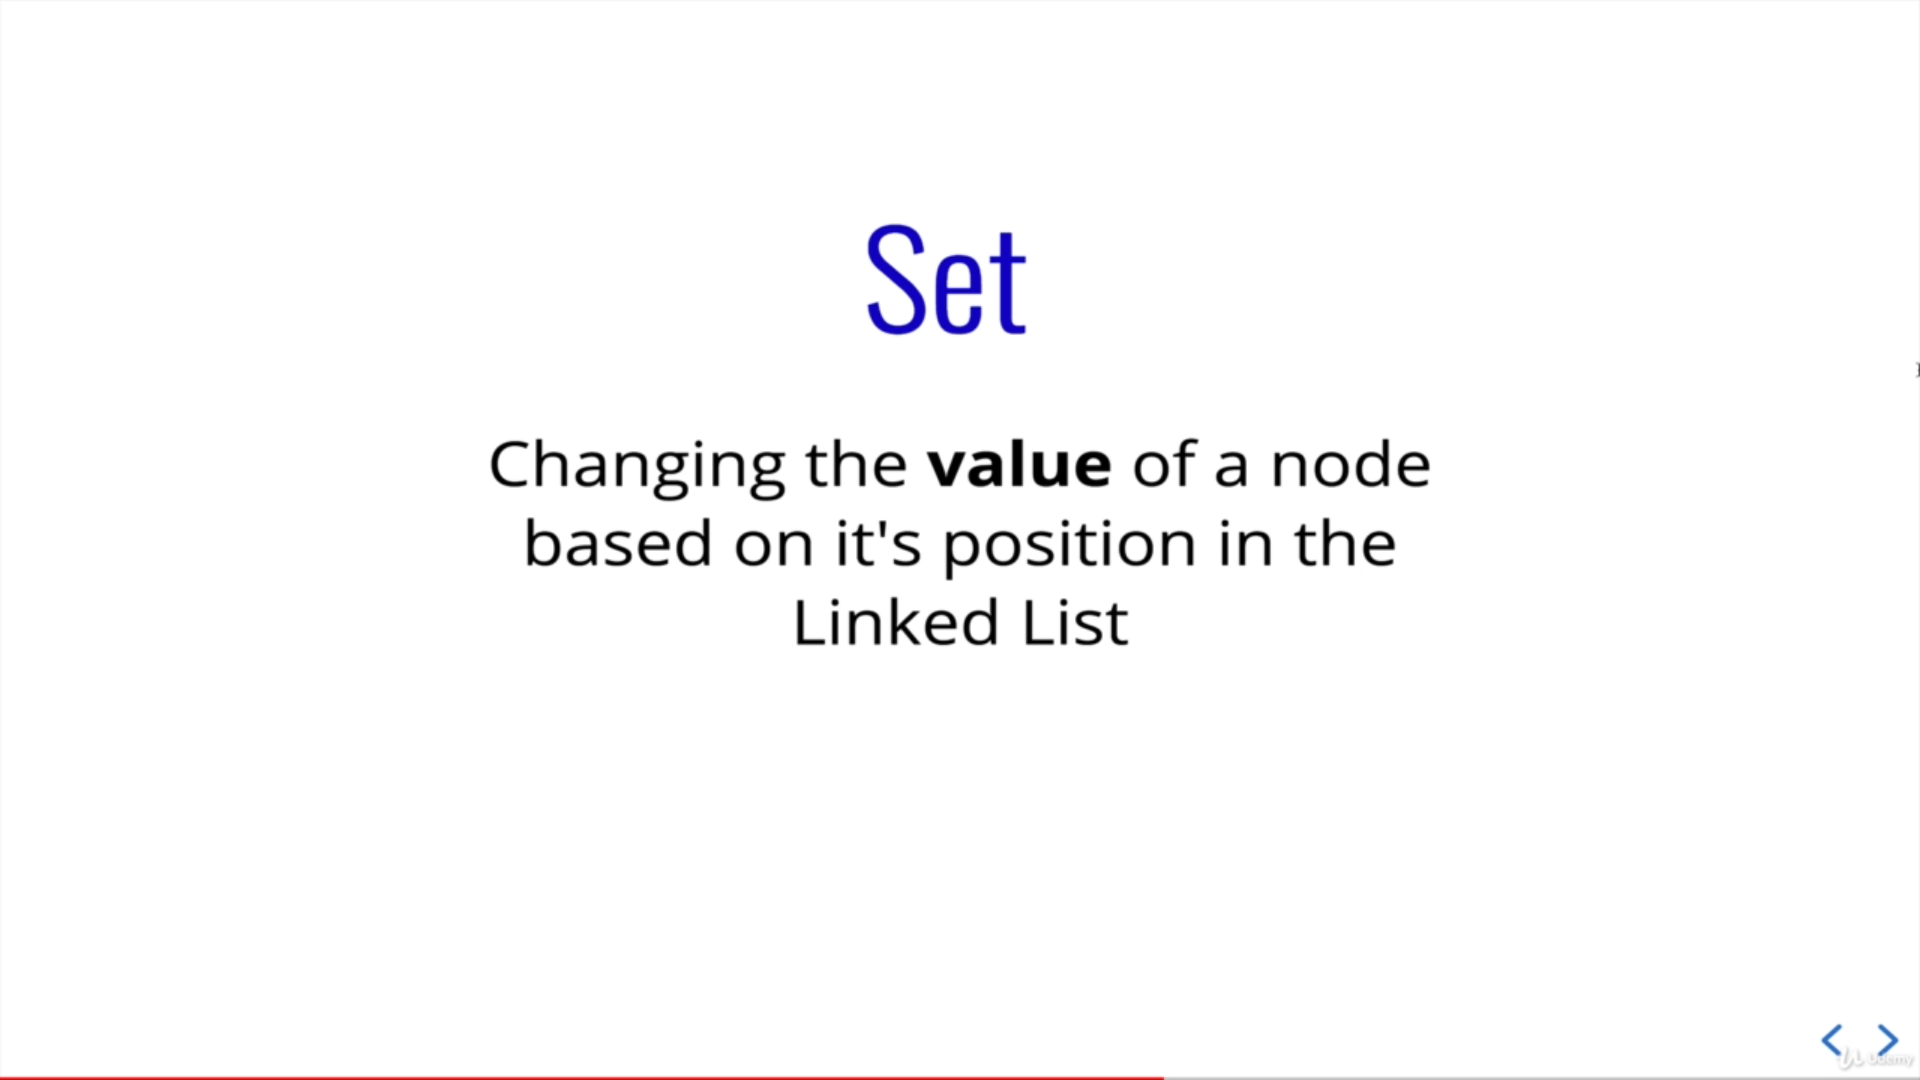 Set
Changing the value of a node
based on it's position in the
Linked List
Udemy